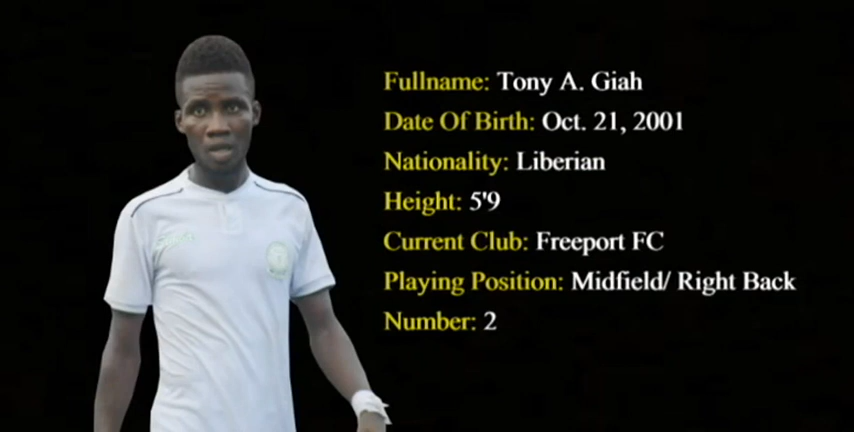 Fullname: Tony A. Giah
Date Of Birth: Oct. 21, 2001
Nationality: Liberian
Height: 5'9
Current Club: Freeport FC
Playing Position: Midfield/ Right Back
Number: 2